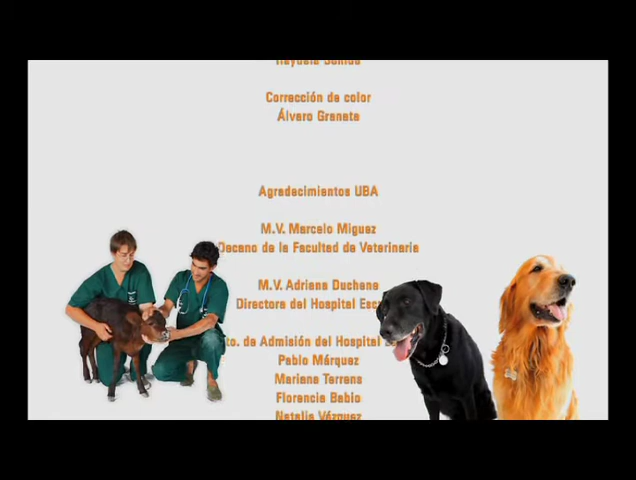 Corrección de color
Álvaro Granata
Agradecimientos UBA
M.V. Marcelo Miguez
Decano de la Facultad de Veterinaria
M.V. Adriana Duchene
Directora del Hospital
de Admisión del Hospital
Pablo Márquez
Mariana Terrens
Florencia Babio
Natalia Vázquez